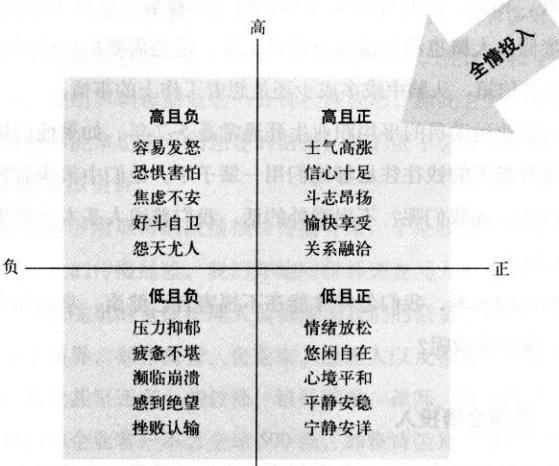 高
全情投入
高且负
容易发怒
恐惧害怕
焦虑不安
好斗自卫
怨天尤人
高且正
士气高涨
信心十足
斗志昂扬
愉快享受
关系融洽
负
正
低且负
压力抑郁
疲惫不堪
濒临崩溃
感到绝望
挫败认输
低且正
情绪放松
悠闲自在
心境平和
平静安稳
宁静安详